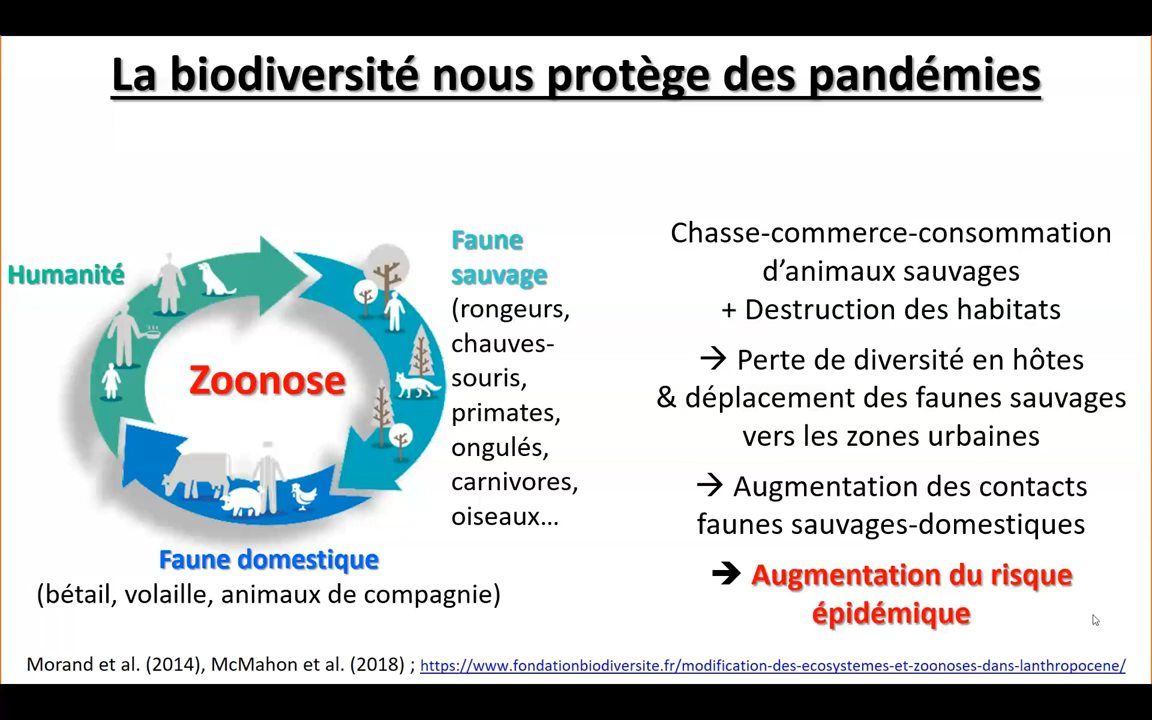 La biodiversité nous protège des pandémies
Humanité
Zoonose
Faune
sauvage
(rongeurs,
chauves-
souris,
primates,
ongulés,
carnivores,
oiseaux…
Faune domestique
(bétail, volaille, animaux de compagnie)
Chasse-commerce-consommation
d’animaux sauvages
+ Destruction des habitats
→ Perte de diversité en hôtes
& déplacement des faunes sauvages
vers les zones urbaines
→ Augmentation des contacts
faunes sauvages-domestiques
➔ Augmentation du risque
épidémique
Morand et al. (2014), McMahon et al. (2018) ; https://www.fondationbiodiversite.fr/modification-des-ecosystemes-et-zoonoses-dans-lanthropocene/